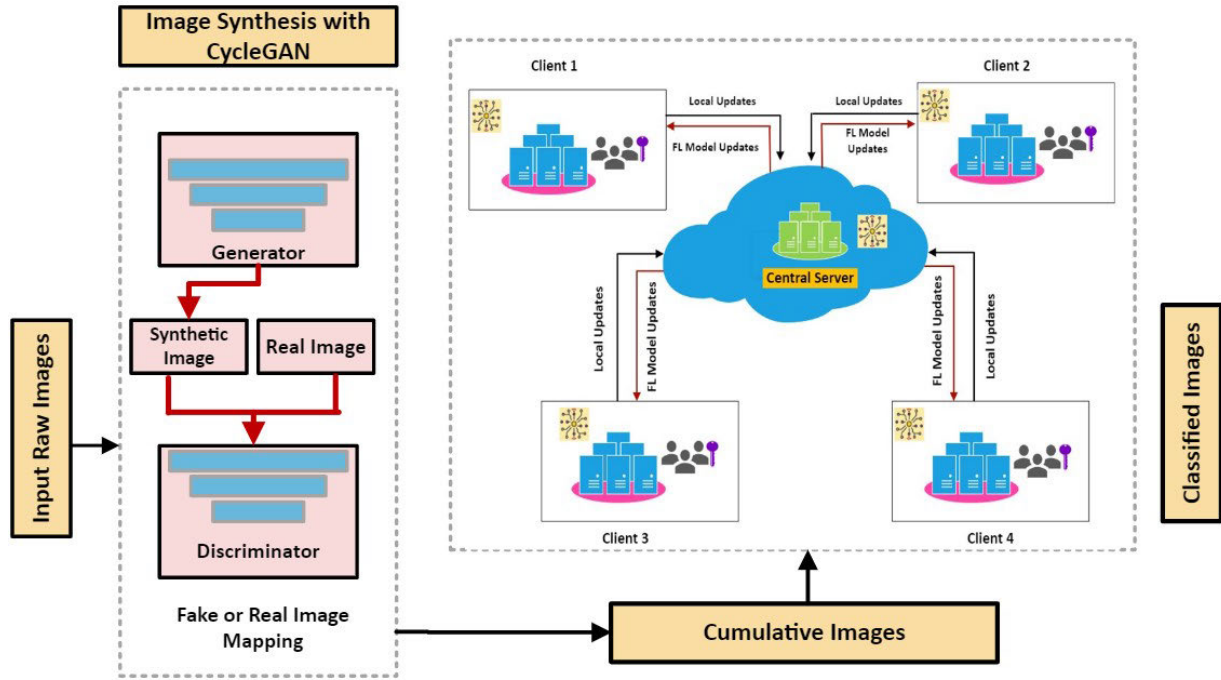 Image Synthesis with
CycleGAN
Input Raw Images
Generator
Synthetic
Image
Real Image
Discriminator
Fake or Real Image
Mapping
Cumulative Images
Client 1
Local Updates
FL Model Updates
Client 2
Local Updates
FL Model
Updates
Central Server
Local Updates
FL Model Updates
Client 3
FL Model Updates
Local Updates
Client 4
Classified Images